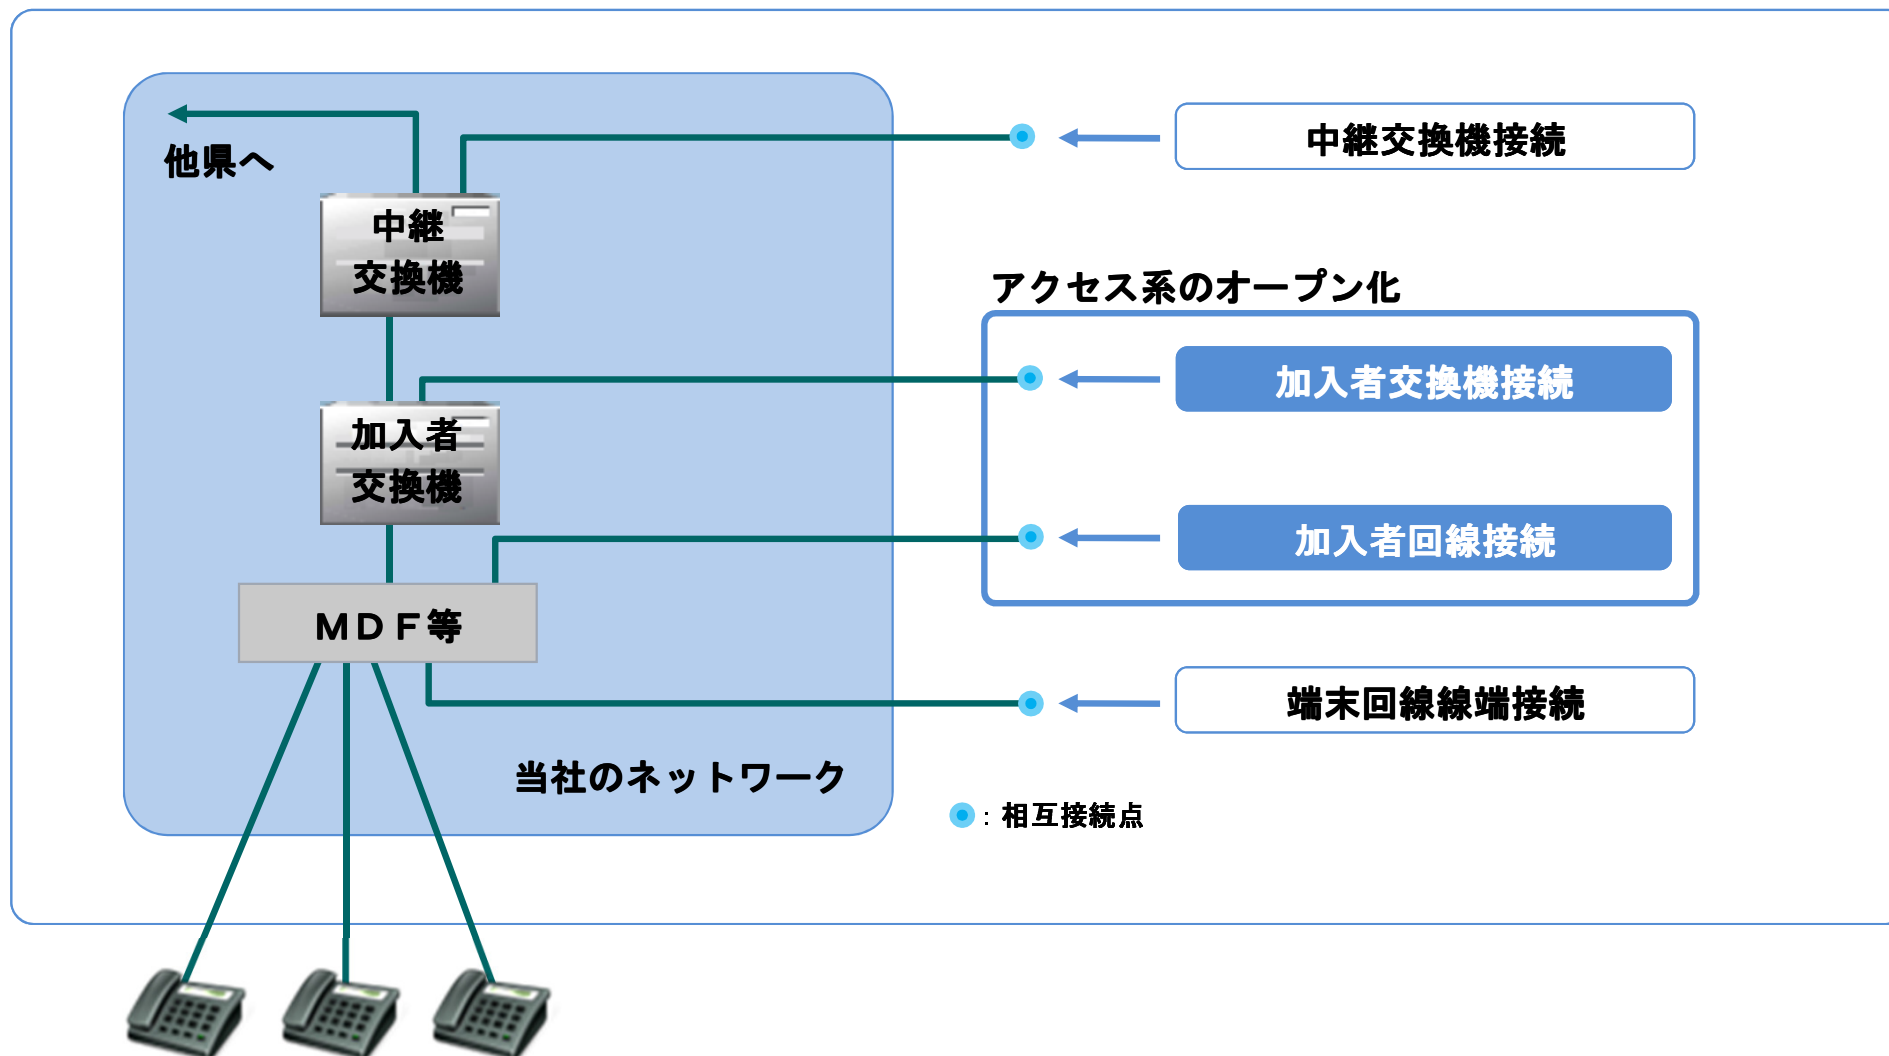 他県へ
中継交換機接続
中継
交換機
アクセス系のオープン化
加入者交換機接続
加入者
交換機
加入者回線接続
ＭＤＦ等
端末回線線端接続
当社のネットワーク
：相互接続点